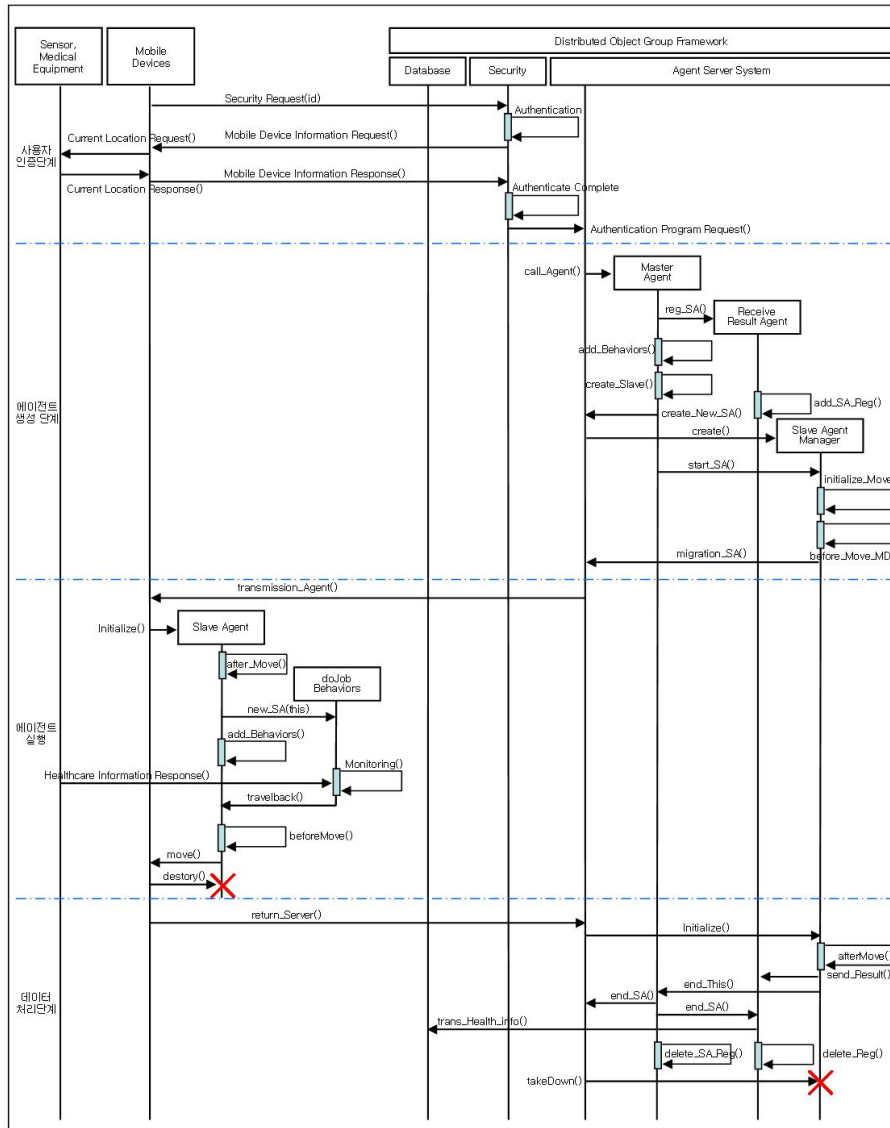 Sensor,
Medical
Equipment
Mobile
Devices
Distributed Object Group Framework
Database
Security
Agent Server System
Security Request(id)
Authentication
Mobile Device Information Request()
Current Location Request()
사용자
인증단계
Mobile Device Information Response()
Current Location Response()
Authenticate Complete
Authentication Program Request()
call_Agent()
Master
Agent
reg_SA()
Receive
Result Agent
add_Behaviors()
create_Slave()
add_SA_Reg()
에이전트
생성 단계
create_New_SA()
create()
Slave Agent
Manager
start_SA()
initialize_Move
migration_SA()
before_Move_MD
transmission_Agent()
Initialize()
Slave Agent
after_Move()
doJob
Behaviors
new_SA(this)
에이전트
실행
add_Behaviors()
Monitoring()
Healthcare Information Response()
travelback()
beforeMove()
move()
destory()
return_Server()
Initialize()
afterMove()
send_Result()
end_This()
데이터
처리단계
end_SA()
end_SA()
trans_Health_info()
delete_SA_Reg()
delete_Reg()
takeDown()